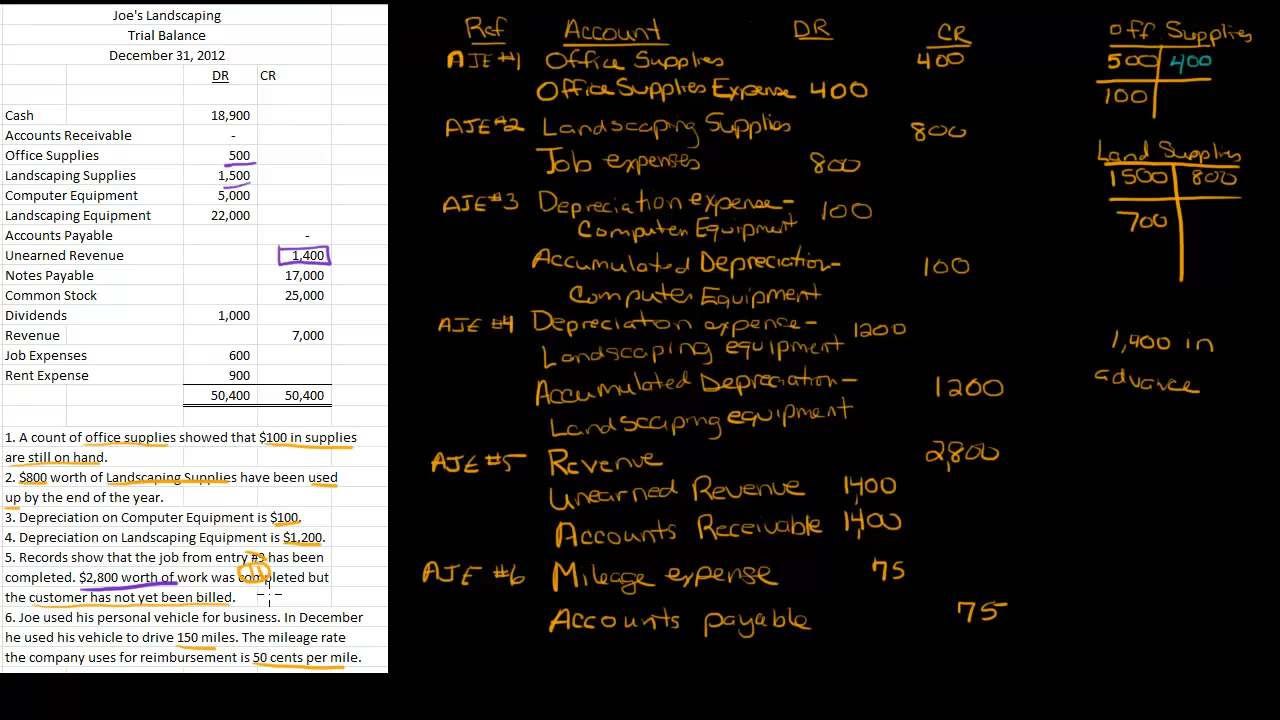 Joe's Landscaping
Trial Balance
December 31, 2012
DR CR
Cash 18,900
Accounts Receivable -
Office Supplies 500
Landscaping Supplies 1,500
Computer Equipment 5,000
Landscaping Equipment 22,000
Accounts Payable -
Unearned Revenue 1,400
Notes Payable 17,000
Common Stock 25,000
Dividends 1,000
Revenue 7,000
Job Expenses 600
Rent Expense 900
50,400 50,400
1. A count of office supplies showed that $100 in supplies
are still on hand.
2. $800 worth of Landscaping Supplies have been used
up by the end of the year.
3. Depreciation on Computer Equipment is $100.
4. Depreciation on Landscaping Equipment is $1,200.
5. Records show that the job from entry has been
completed. $2,800 worth of work was completed but
the customer has not yet been billed.
6. Joe used his personal vehicle for business. In December
he used his vehicle to drive 150 miles. The mileage rate
the company uses for reimbursement is 50 cents per mile.
Ref Account DR CR
AJE #1 Office Supplies 400
Office Supplies Expense 400
AJE #2 Landscaping Supplies 800
Job expenses 800
AJE #3 Depreciation expense- 100
Computer Equipment
Accumulated Depreciation- 100
Computer Equipment
AJE #4 Depreciation expense- 1200
Landscaping equipment
Accumulated Depreciation- 1200
Landscaping equipment
AJE #5 Revenue 2,800
Unearned Revenue 1,400
Accounts Receivable 1,400
AJE #6 Mileage expense 75
Accounts payable 75
Off Supplies
500 400
100
Land Supplies
1500 800
700
1,400 in
advance